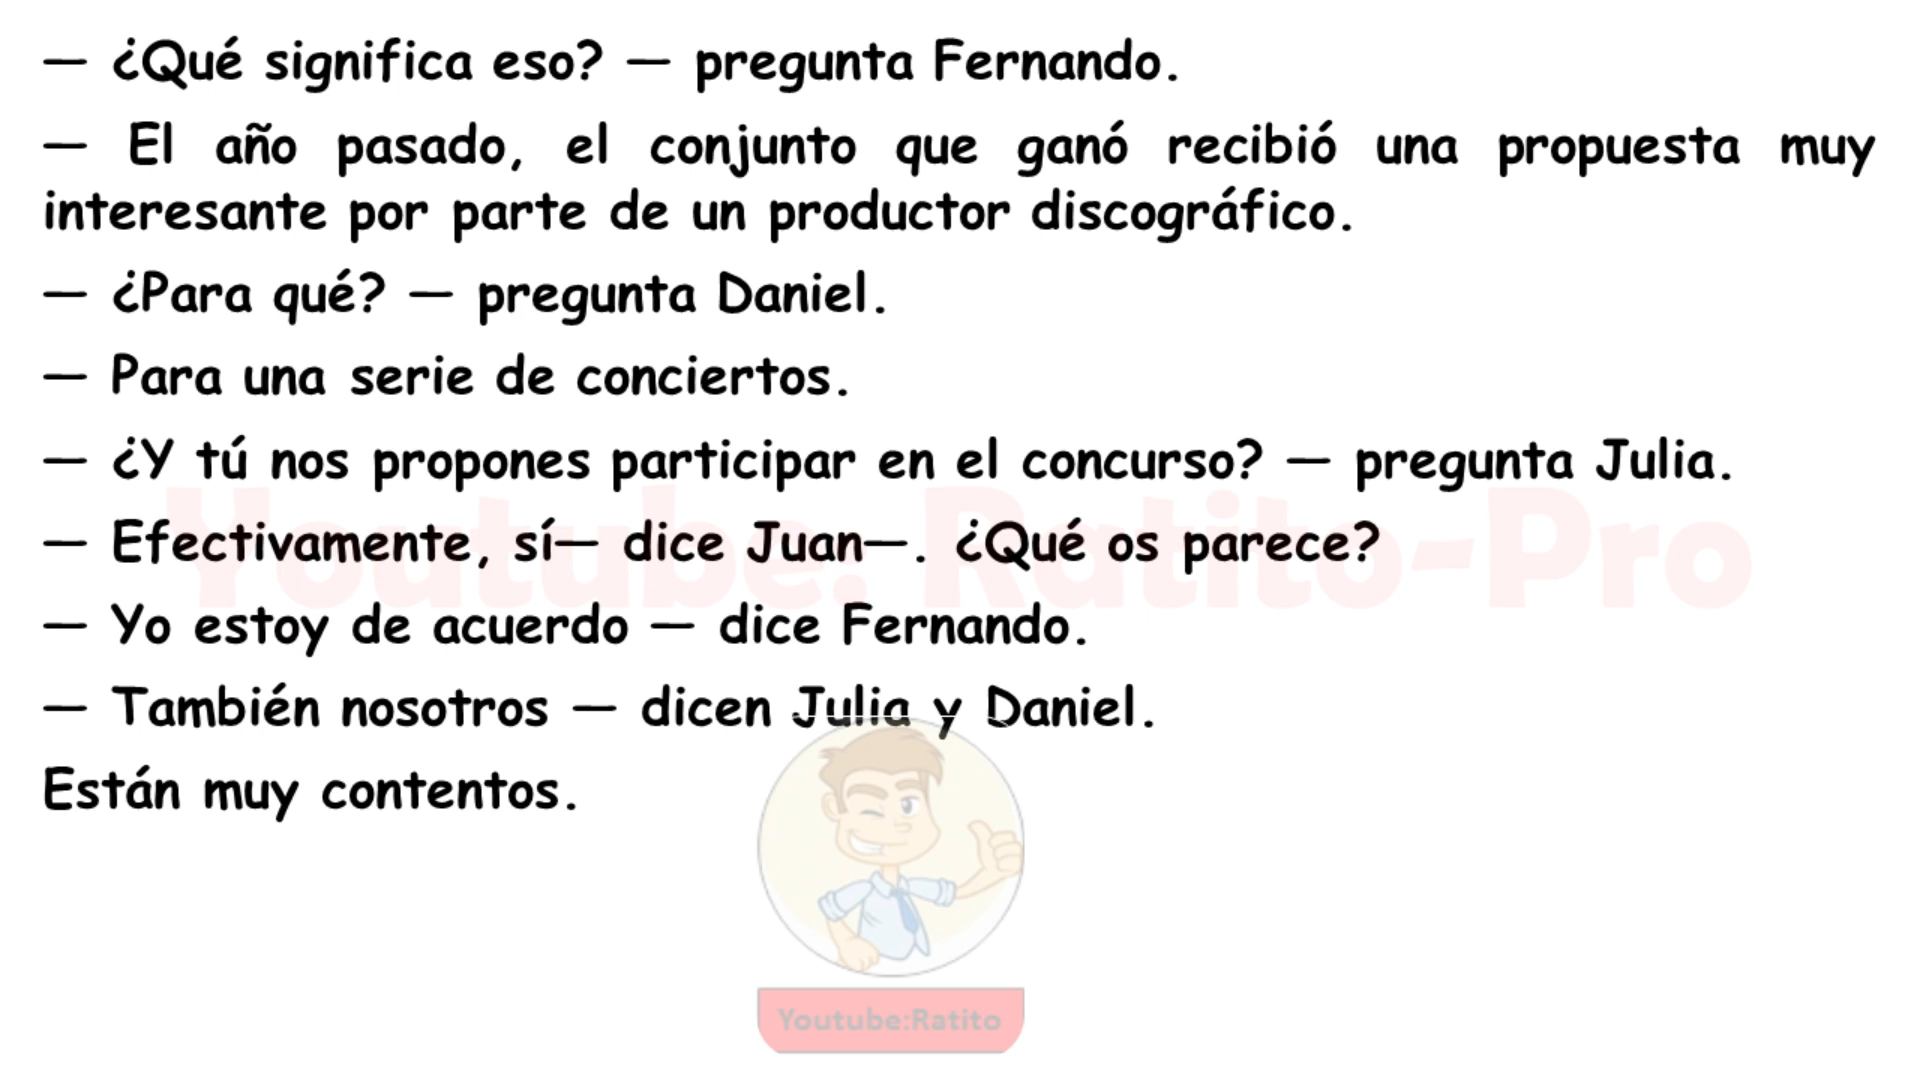 — ¿Qué significa eso? — pregunta Fernando.
— El año pasado, el conjunto que ganó recibió una propuesta muy
interesante por parte de un productor discográfico.
— ¿Para qué? — pregunta Daniel.
— Para una serie de conciertos.
— ¿Y tú nos propones participar en el concurso? — pregunta Julia.
— Efectivamente, sí— dice Juan—. ¿Qué os parece?
Youtube: Ratito-Pro
— Yo estoy de acuerdo — dice Fernando.
— También nosotros — dicen Julia y Daniel.
Están muy contentos.
Youtube:Ratito